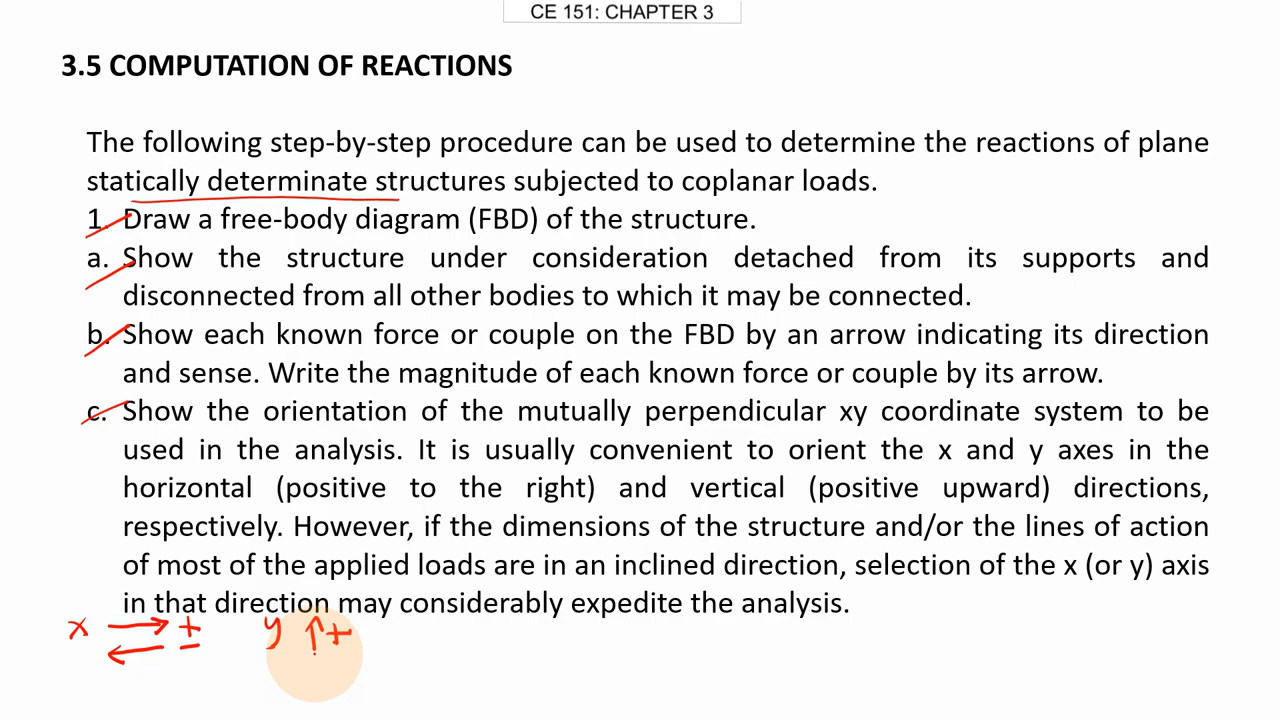 CE 151: CHAPTER 3
3.5 COMPUTATION OF REACTIONS
The following step-by-step procedure can be used to determine the reactions of plane
statically determinate structures subjected to coplanar loads.
1. Draw a free-body diagram (FBD) of the structure.
a. Show the structure under consideration detached from its supports and
disconnected from all other bodies to which it may be connected.
b. Show each known force or couple on the FBD by an arrow indicating its direction
and sense. Write the magnitude of each known force or couple by its arrow.
c. Show the orientation of the mutually perpendicular xy coordinate system to be
used in the analysis. It is usually convenient to orient the x and y axes in the
horizontal (positive to the right) and vertical (positive upward) directions,
respectively. However, if the dimensions of the structure and/or the lines of action
of most of the applied loads are in an inclined direction, selection of the x (or y) axis
in that direction may considerably expedite the analysis.
x → + y ↑ +
← −